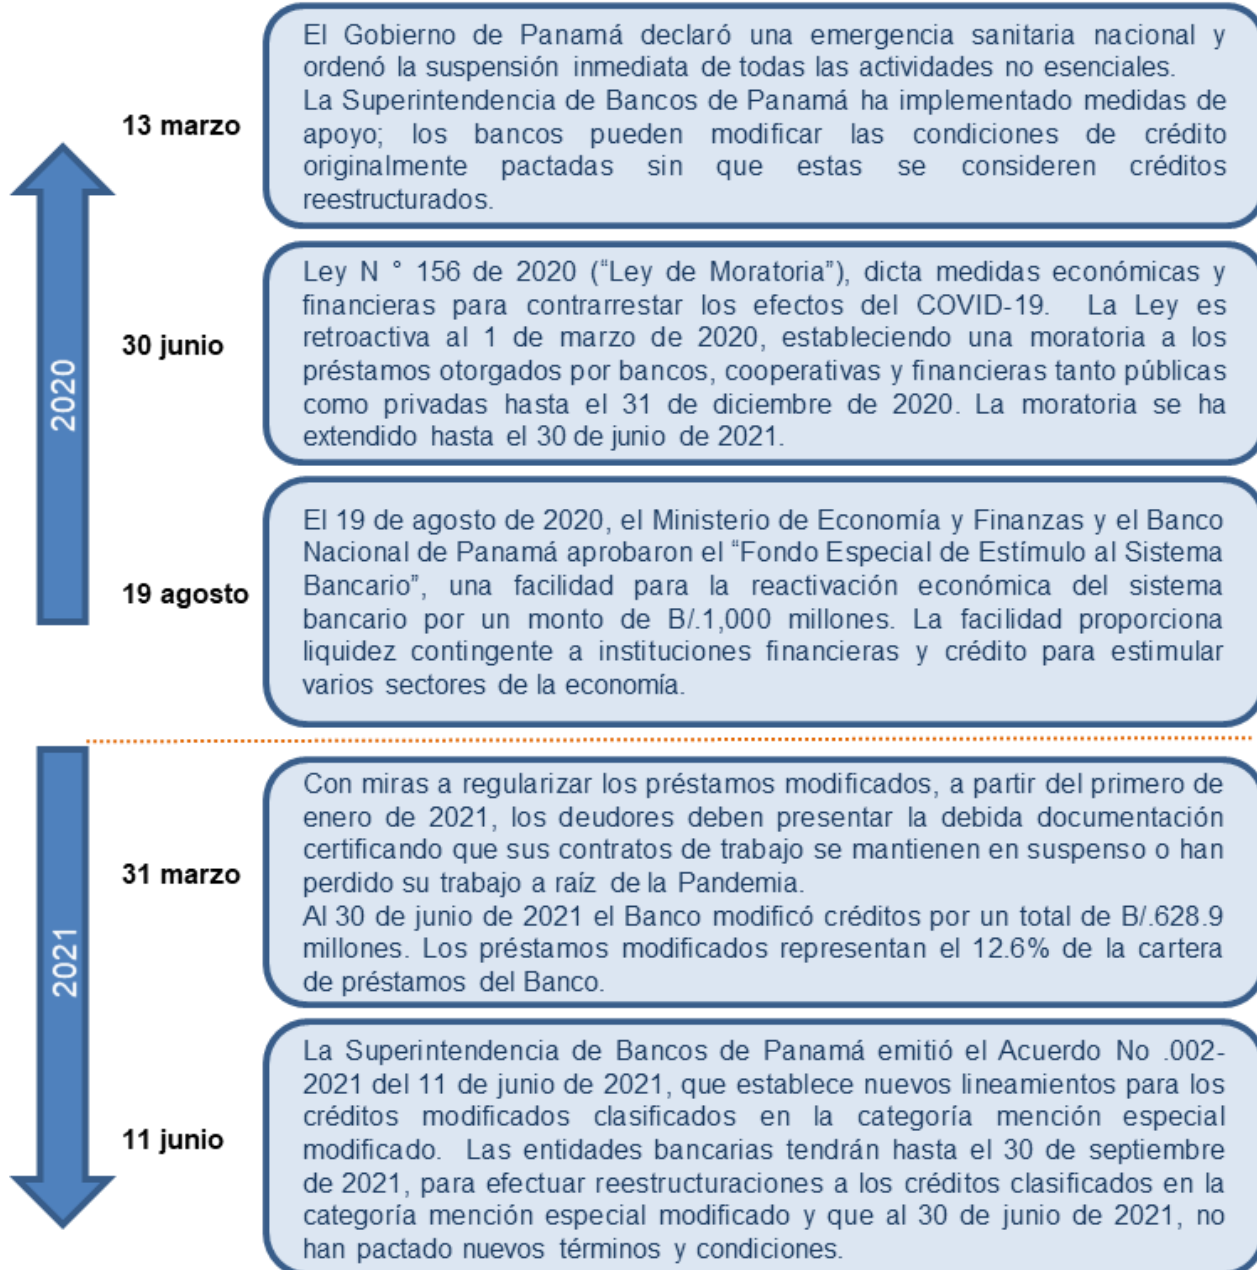 El Gobierno de Panamá declaró una emergencia sanitaria nacional y
ordenó la suspensión inmediata de todas las actividades no esenciales.
La Superintendencia de Bancos de Panamá ha implementado medidas de
apoyo; los bancos pueden modificar las condiciones de crédito
originalmente pactadas sin que estas se consideren créditos
reestructurados.
13 marzo
Ley N ° 156 de 2020 (“Ley de Moratoria”), dicta medidas económicas y
financieras para contrarrestar los efectos del COVID-19. La Ley es
retroactiva al 1 de marzo de 2020, estableciendo una moratoria a los
préstamos otorgados por bancos, cooperativas y financieras tanto públicas
como privadas hasta el 31 de diciembre de 2020. La moratoria se ha
extendido hasta el 30 de junio de 2021.
30 junio
2020
El 19 de agosto de 2020, el Ministerio de Economía y Finanzas y el Banco
Nacional de Panamá aprobaron el “Fondo Especial de Estímulo al Sistema
Bancario”, una facilidad para la reactivación económica del sistema
bancario por un monto de B/.1,000 millones. La facilidad proporciona
liquidez contingente a instituciones financieras y crédito para estimular
varios sectores de la economía.
19 agosto
Con miras a regularizar los préstamos modificados, a partir del primero de
enero de 2021, los deudores deben presentar la debida documentación
certificando que sus contratos de trabajo se mantienen en suspenso o han
perdido su trabajo a raíz de la Pandemia.
Al 30 de junio de 2021 el Banco modificó créditos por un total de B/.628.9
millones. Los préstamos modificados representan el 12.6% de la cartera
de préstamos del Banco.
31 marzo
2021
La Superintendencia de Bancos de Panamá emitió el Acuerdo No .002-
2021 del 11 de junio de 2021, que establece nuevos lineamientos para los
créditos modificados clasificados en la categoría mención especial
modificado. Las entidades bancarias tendrán hasta el 30 de septiembre
de 2021, para efectuar reestructuraciones a los créditos clasificados en la
categoría mención especial modificado y que al 30 de junio de 2021, no
han pactado nuevos términos y condiciones.
11 junio